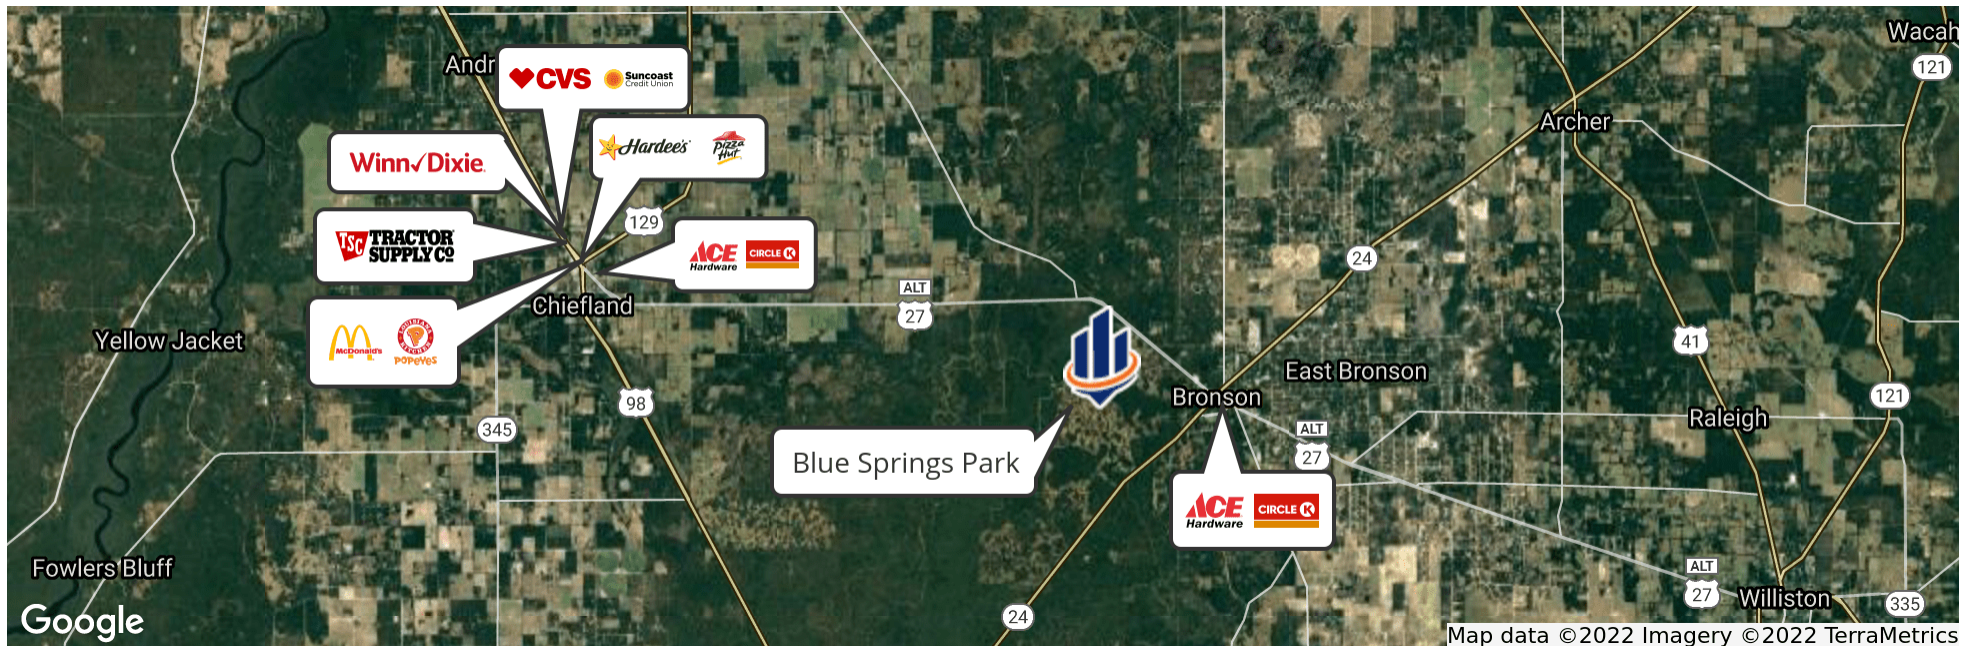 Wacah
121
Andr
CVS
Suncoast
Credit Union
Archer
Hardee's
Pizza
Hut
Winn Dixie
129
TSC
TRACTOR
SUPPLY CO
ACE
Hardware
CIRCLE K
24
ALT
27
Chiefland
Yellow Jacket
McDonald's
LOUISIANA
KITCHEN
POPEYES
41
East Bronson
Bronson
98
121
Raleigh
345
ALT
27
Blue Springs Park
ACE
Hardware
CIRCLE K
Fowlers Bluff
ALT
27
Williston
335
24
Google
Map data ©2022 Imagery ©2022 TerraMetrics